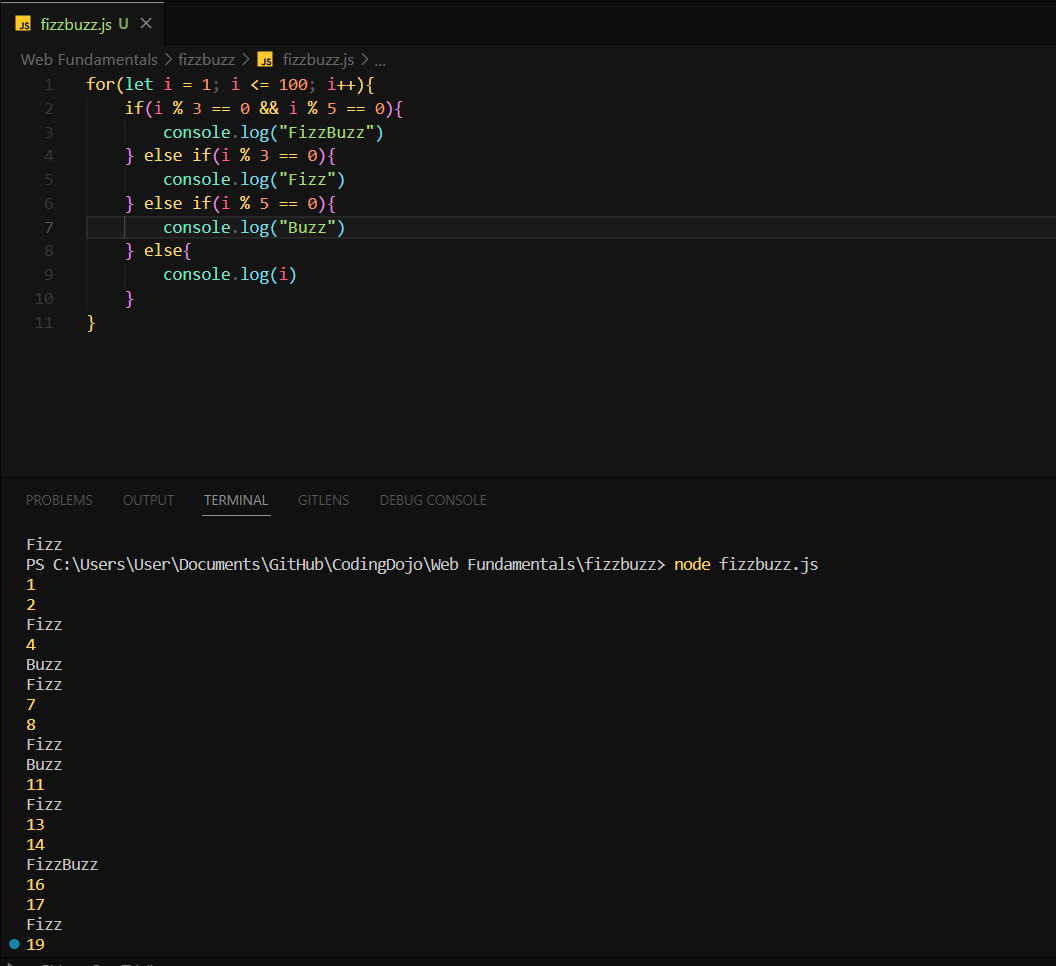 JS fizzbuzz.js U
Web Fundamentals > fizzbuzz > JS fizzbuzz.js > ...
1 for(let i = 1; i <= 100; i++){
2     if(i % 3 == 0 && i % 5 == 0){
3         console.log("FizzBuzz")
4     } else if(i % 3 == 0){
5         console.log("Fizz")
6     } else if(i % 5 == 0){
7         console.log("Buzz")
8     } else{
9         console.log(i)
10     }
11 }
PROBLEMS OUTPUT TERMINAL GITLENS DEBUG CONSOLE
Fizz
PS C:\Users\User\Documents\GitHub\CodingDojo\Web Fundamentals\fizzbuzz> node fizzbuzz.js
1
2
Fizz
4
Buzz
Fizz
7
8
Fizz
Buzz
11
Fizz
13
14
FizzBuzz
16
17
Fizz
19